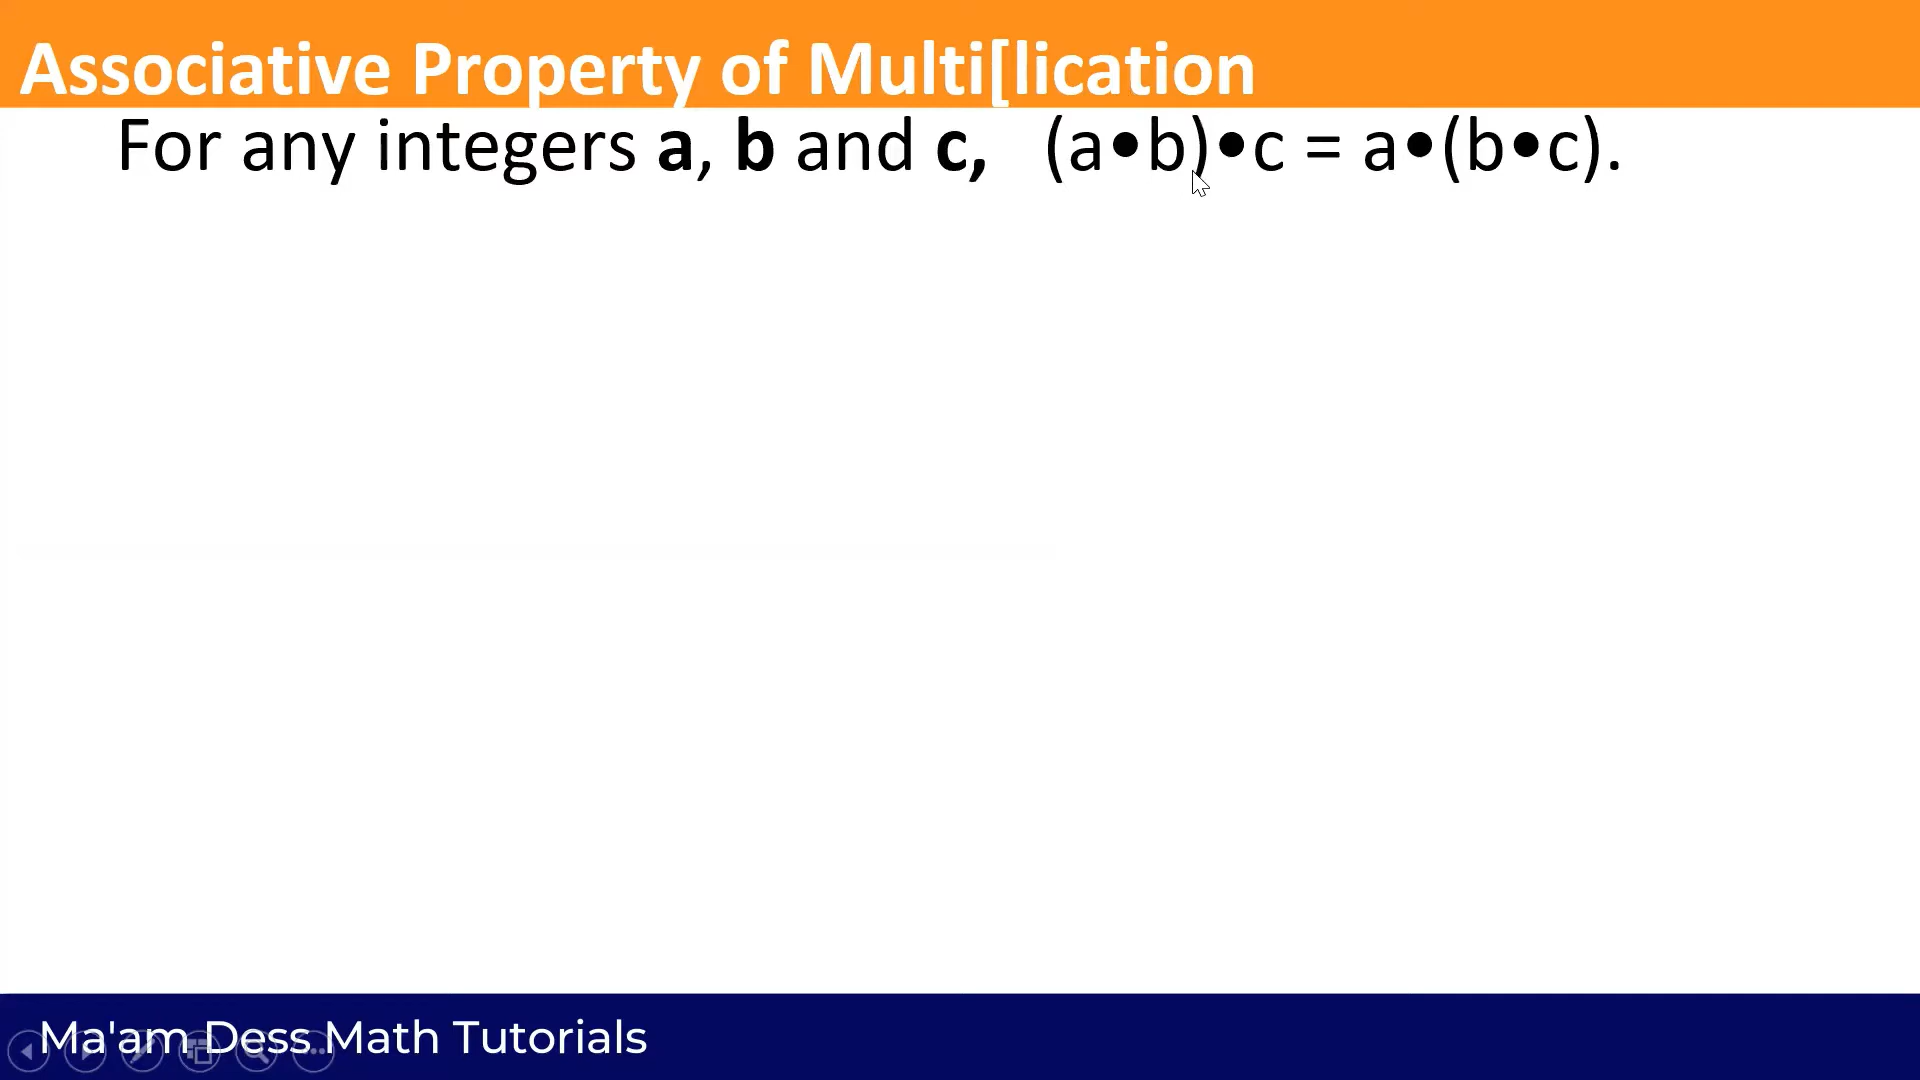 Associative Property of Multi[lication
For any integers a, b and c, (a•b)•c = a•(b•c).
Ma'am Dess Math Tutorials